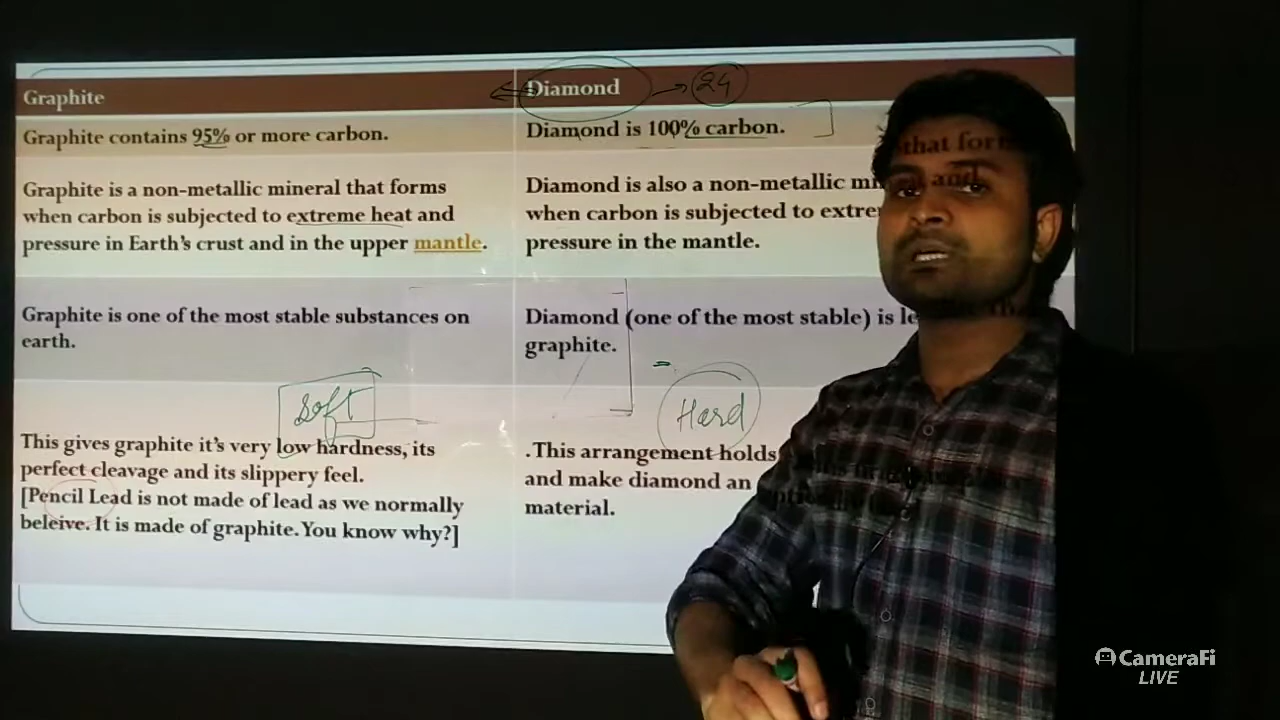 Graphite
Graphite contains 95% or more carbon.
Graphite is a non-metallic mineral that forms
when carbon is subjected to extreme heat and
pressure in Earth's crust and in the upper mantle.
Graphite is one of the most stable substances on
earth.
Soft
This gives graphite it's very low hardness, its
perfect cleavage and its slippery feel.
[Pencil Lead is not made of lead as we normally
beleive. It is made of graphite. You know why?]
Diamond
24
Diamond is 100% carbon.
Diamond is also a non-metallic that forms
when carbon is subjected to and
pressure in the mantle.
Diamond (one of the most stable) is
graphite.
Hard
.This arrangement holds
and make diamond an
material.
CameraFi
LIVE